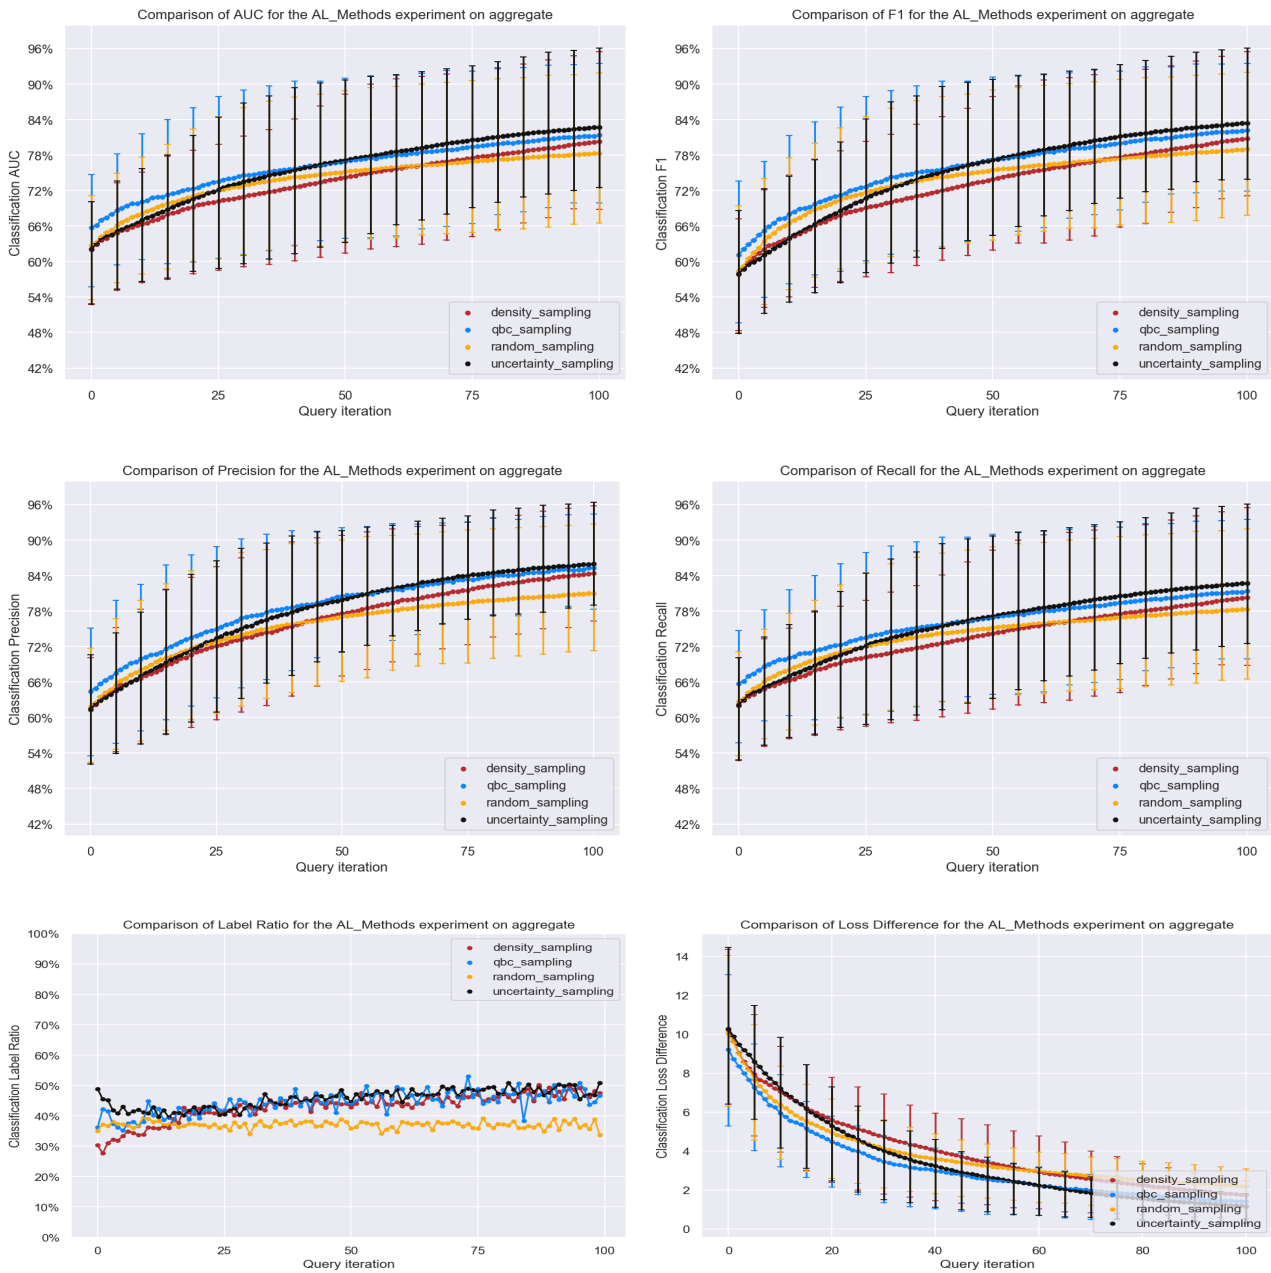 Comparison of AUC for the AL_Methods experiment on aggregate
96%
90%
84%
78%
72%
66%
60%
54%
48%
42%
Classification AUC
density_sampling
qbc_sampling
random_sampling
uncertainty_sampling
0 25 50 75 100
Query iteration
Comparison of F1 for the AL_Methods experiment on aggregate
96%
90%
84%
78%
72%
66%
60%
54%
48%
42%
Classification F1
density_sampling
qbc_sampling
random_sampling
uncertainty_sampling
0 25 50 75 100
Query iteration
Comparison of Precision for the AL_Methods experiment on aggregate
96%
90%
84%
78%
72%
66%
60%
54%
48%
42%
Classification Precision
density_sampling
qbc_sampling
random_sampling
uncertainty_sampling
0 25 50 75 100
Query iteration
Comparison of Recall for the AL_Methods experiment on aggregate
96%
90%
84%
78%
72%
66%
60%
54%
48%
42%
Classification Recall
density_sampling
qbc_sampling
random_sampling
uncertainty_sampling
0 25 50 75 100
Query iteration
Comparison of Label Ratio for the AL_Methods experiment on aggregate
100%
90%
80%
70%
60%
50%
40%
30%
20%
10%
0%
Classification Label Ratio
density_sampling
qbc_sampling
random_sampling
uncertainty_sampling
0 25 50 75 100
Query iteration
Comparison of Loss Difference for the AL_Methods experiment on aggregate
14
12
10
8
6
4
2
0
Classification Loss Difference
density_sampling
qbc_sampling
random_sampling
uncertainty_sampling
0 20 40 60 80 100
Query iteration